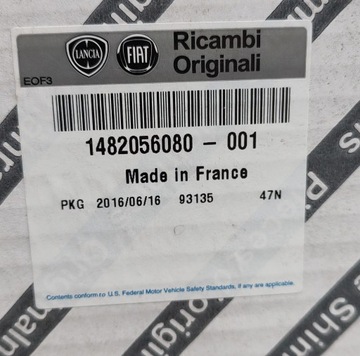 LANCIA FIAT Ricambi
Originali
EOF3
1482056080 - 001
Made in France
PKG 2016/06/16 93135 47N
Contents conform to U.S. Federal Motor Vehicle Safety Standards, if any are applicable.